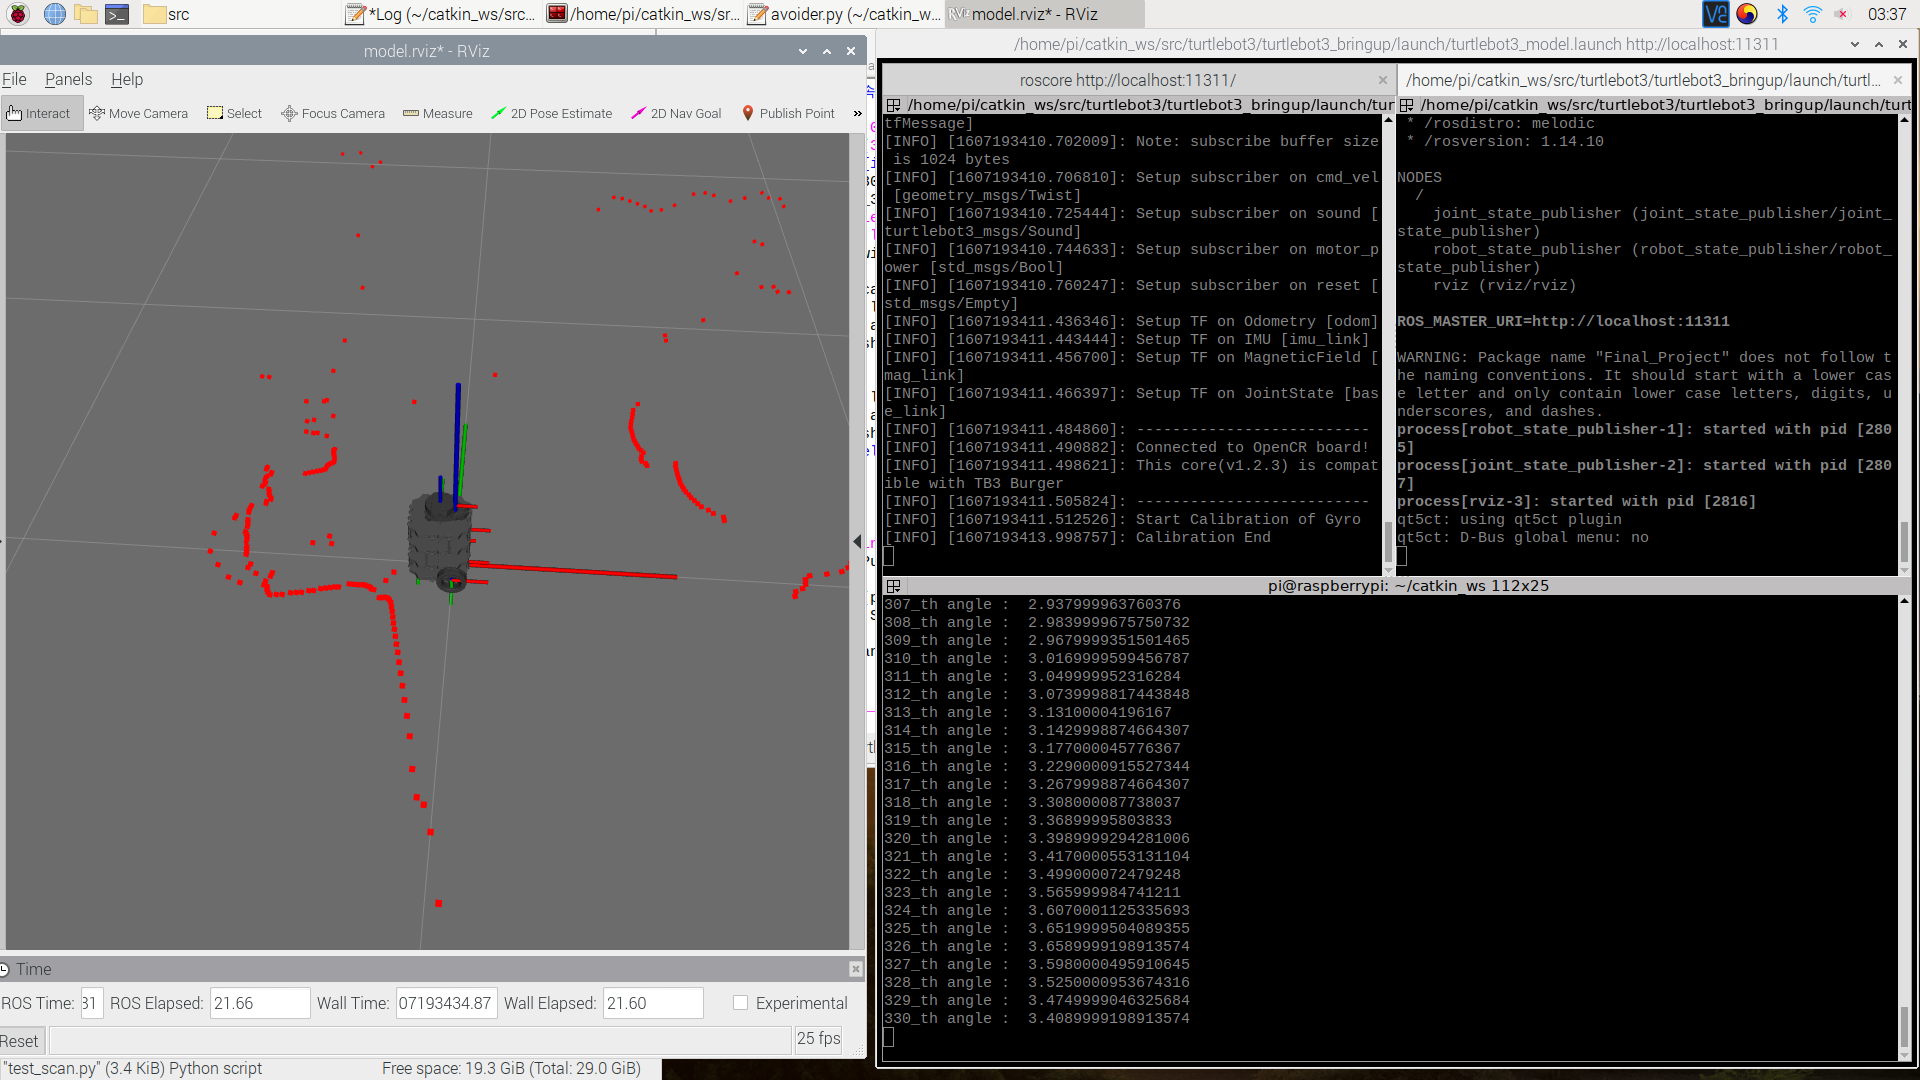 src
*Log (~/catkin_ws/src...
/home/pi/catkin_ws/sr...
avoider.py (~/catkin_w...
model.rviz* - RViz
03:37
model.rviz* - RViz
File Panels Help
Interact Move Camera Select Focus Camera Measure 2D Pose Estimate 2D Nav Goal Publish Point »
Time
ROS Time: 31 ROS Elapsed: 21.66 Wall Time: 07193434.87 Wall Elapsed: 21.60 Experimental
Reset 25 fps
"test_scan.py" (3.4 KiB) Python script Free space: 19.3 GiB (Total: 29.0 GiB)
/home/pi/catkin_ws/src/turtlebot3/turtlebot3_bringup/launch/turtlebot3_model.launch http://localhost:11311
roscore http://localhost:11311/
/home/pi/catkin_ws/src/turtlebot3/turtlebot3_bringup/launch/turtl...
/home/pi/catkin_ws/src/turtlebot3/turtlebot3_bringup/launch/tur
tfMessage]
[INFO] [1607193410.702009]: Note: subscribe buffer size
is 1024 bytes
[INFO] [1607193410.706810]: Setup subscriber on cmd_vel
[geometry_msgs/Twist]
[INFO] [1607193410.725444]: Setup subscriber on sound [
turtlebot3_msgs/Sound]
[INFO] [1607193410.744633]: Setup subscriber on motor_p
ower [std_msgs/Bool]
[INFO] [1607193410.760247]: Setup subscriber on reset [
std_msgs/Empty]
[INFO] [1607193411.436346]: Setup TF on Odometry [odom]
[INFO] [1607193411.443444]: Setup TF on IMU [imu_link]
[INFO] [1607193411.456700]: Setup TF on MagneticField [
mag_link]
[INFO] [1607193411.466397]: Setup TF on JointState [bas
e_link]
[INFO] [1607193411.484860]: --------------------------
[INFO] [1607193411.490882]: Connected to OpenCR board!
[INFO] [1607193411.498621]: This core(v1.2.3) is compat
ible with TB3 Burger
[INFO] [1607193411.505824]: --------------------------
[INFO] [1607193411.512526]: Start Calibration of Gyro
[INFO] [1607193413.998757]: Calibration End
/home/pi/catkin_ws/src/turtlebot3/turtlebot3_bringup/launch/turt
* /rosdistro: melodic
* /rosversion: 1.14.10
NODES
/
joint_state_publisher (joint_state_publisher/joint_
state_publisher)
robot_state_publisher (robot_state_publisher/robot_
state_publisher)
rviz (rviz/rviz)
ROS_MASTER_URI=http://localhost:11311
WARNING: Package name "Final_Project" does not follow t
he naming conventions. It should start with a lower cas
e letter and only contain lower case letters, digits, u
nderscores, and dashes.
process[robot_state_publisher-1]: started with pid [280
5]
process[joint_state_publisher-2]: started with pid [280
7]
process[rviz-3]: started with pid [2816]
qt5ct: using qt5ct plugin
qt5ct: D-Bus global menu: no
pi@raspberrypi: ~/catkin_ws 112x25
307_th angle : 2.937999963760376
308_th angle : 2.9839999675750732
309_th angle : 2.9679999351501465
310_th angle : 3.0169999599456787
311_th angle : 3.049999952316284
312_th angle : 3.0739998817443848
313_th angle : 3.13100004196167
314_th angle : 3.1429998874664307
315_th angle : 3.177000045776367
316_th angle : 3.2290000915527344
317_th angle : 3.2679998874664307
318_th angle : 3.308000087738037
319_th angle : 3.36899995803833
320_th angle : 3.3989999294281006
321_th angle : 3.4170000553131104
322_th angle : 3.499000072479248
323_th angle : 3.565999984741211
324_th angle : 3.6070001125335693
325_th angle : 3.6519999504089355
326_th angle : 3.6589999198913574
327_th angle : 3.5980000495910645
328_th angle : 3.5250000953674316
329_th angle : 3.4749999046325684
330_th angle : 3.4089999198913574